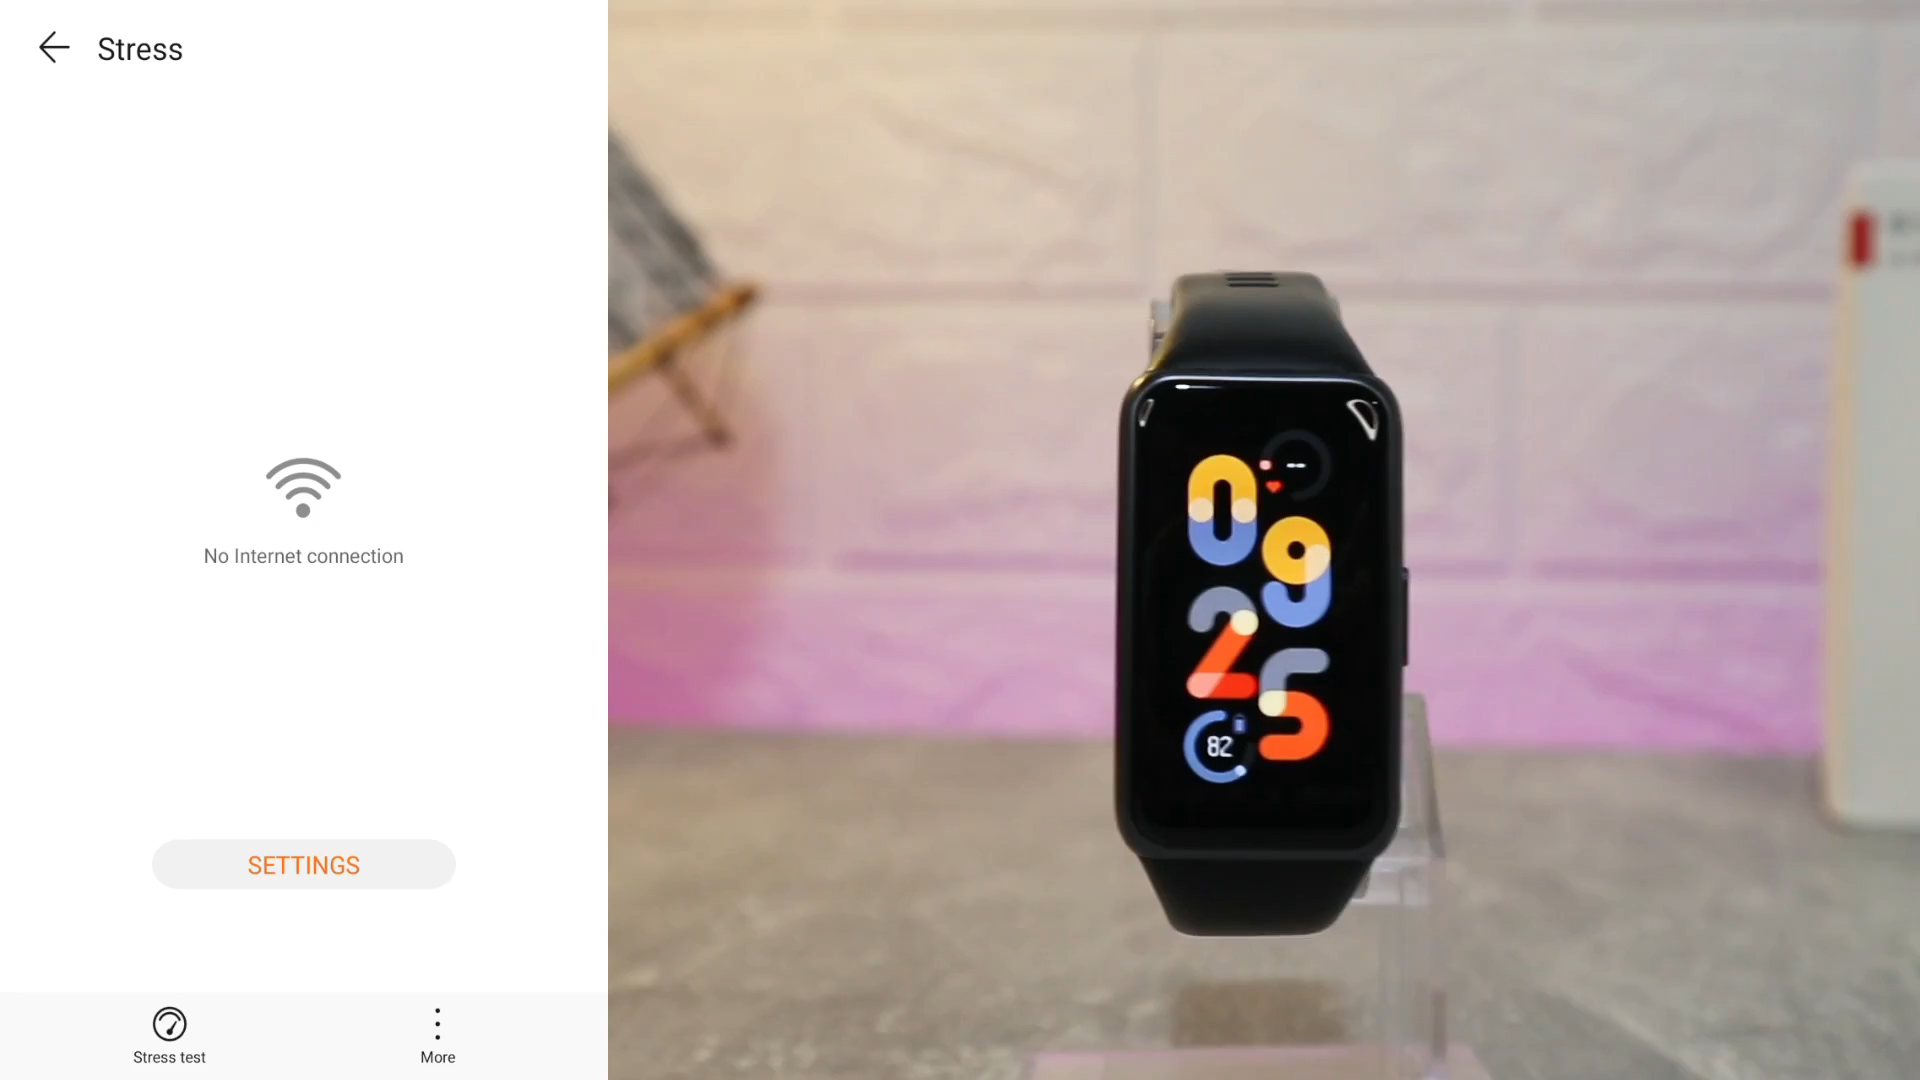 Stress
No Internet connection
SETTINGS
Stress test
More
--
09
25
82